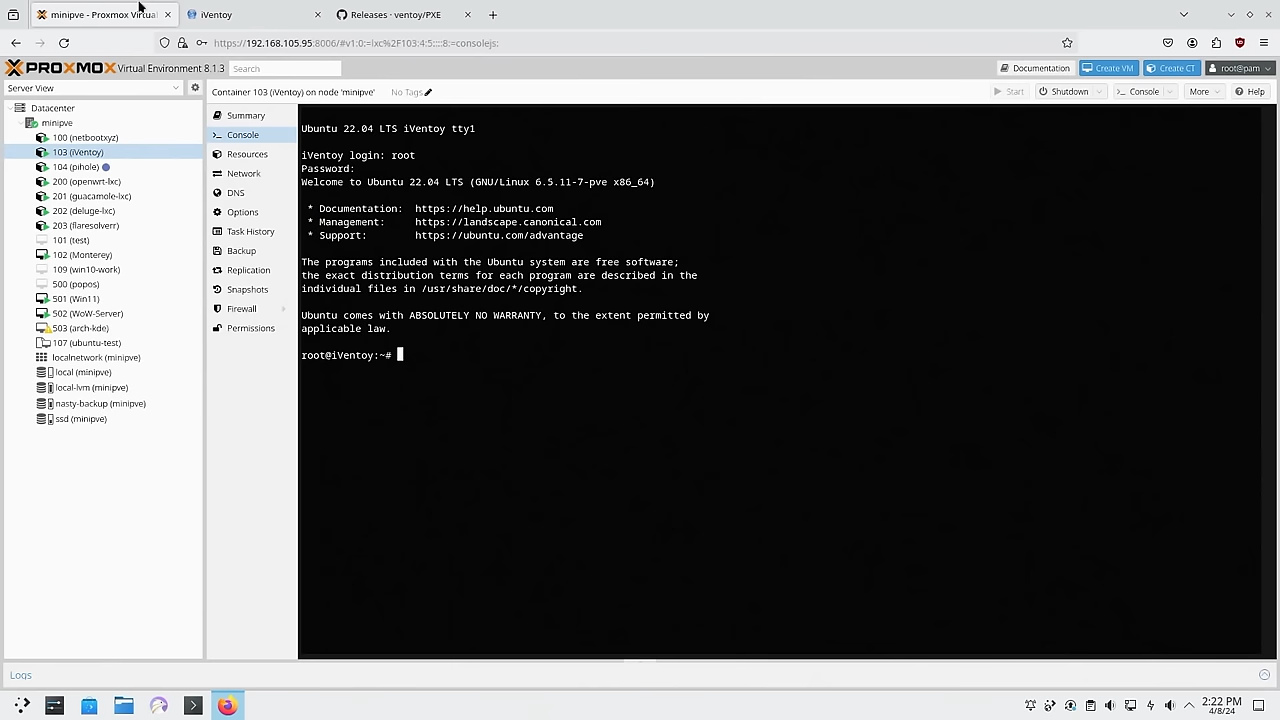 minipve - Proxmox Virtual
iVentoy
Releases · ventoy/PXE
https://192.168.105.95:8006/#v1:0:=lxc%2F103:4:5::::8:=consolejs:
PROXMOX Virtual Environment 8.1.3
Search
Documentation
Create VM
Create CT
root@pam
Server View
Container 103 (iVentoy) on node 'minipve'
No Tags
Start
Shutdown
Console
More
Help
Datacenter
minipve
100 (netbootxyz)
103 (iVentoy)
104 (pihole)
200 (openwrt-lxc)
201 (guacamole-lxc)
202 (deluge-lxc)
203 (flaresolverr)
101 (test)
102 (Monterey)
109 (win10-work)
500 (popos)
501 (Win11)
502 (WoW-Server)
503 (arch-kde)
107 (ubuntu-test)
localnetwork (minipve)
local (minipve)
local-lvm (minipve)
nasty-backup (minipve)
ssd (minipve)
Summary
Console
Resources
Network
DNS
Options
Task History
Backup
Replication
Snapshots
Firewall
Permissions
Ubuntu 22.04 LTS iVentoy tty1
iVentoy login: root
Password:
Welcome to Ubuntu 22.04 LTS (GNU/Linux 6.5.11-7-pve x86_64)
* Documentation:  https://help.ubuntu.com
* Management:     https://landscape.canonical.com
* Support:        https://ubuntu.com/advantage
The programs included with the Ubuntu system are free software;
the exact distribution terms for each program are described in the
individual files in /usr/share/doc/*/copyright.
Ubuntu comes with ABSOLUTELY NO WARRANTY, to the extent permitted by
applicable law.
root@iVentoy:~#
Logs
2:22 PM
4/8/24